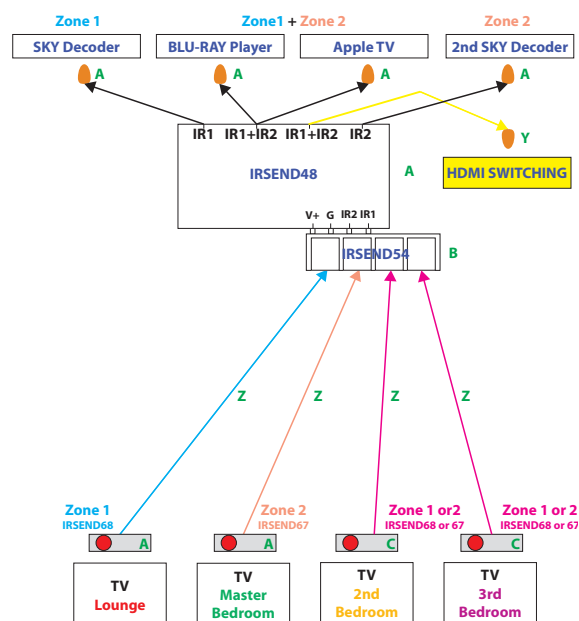 Zone 1
Zone1 + Zone 2
Zone 2
SKY Decoder
BLU-RAY Player
Apple TV
2nd SKY Decoder
A
A
A
A
IR1
IR1+IR2
IR1+IR2
IR2
Y
IRSEND48
A
HDMI SWITCHING
V+
G
IR2
IR1
IRSEND54
B
Z
Z
Z
Z
Zone 1
IRSEND68
Zone 2
IRSEND67
Zone 1 or2
IRSEND68 or 67
Zone 1 or 2
IRSEND68 or 67
A
A
C
C
TV
Lounge
TV
Master
Bedroom
TV
2nd
Bedroom
TV
3rd
Bedroom